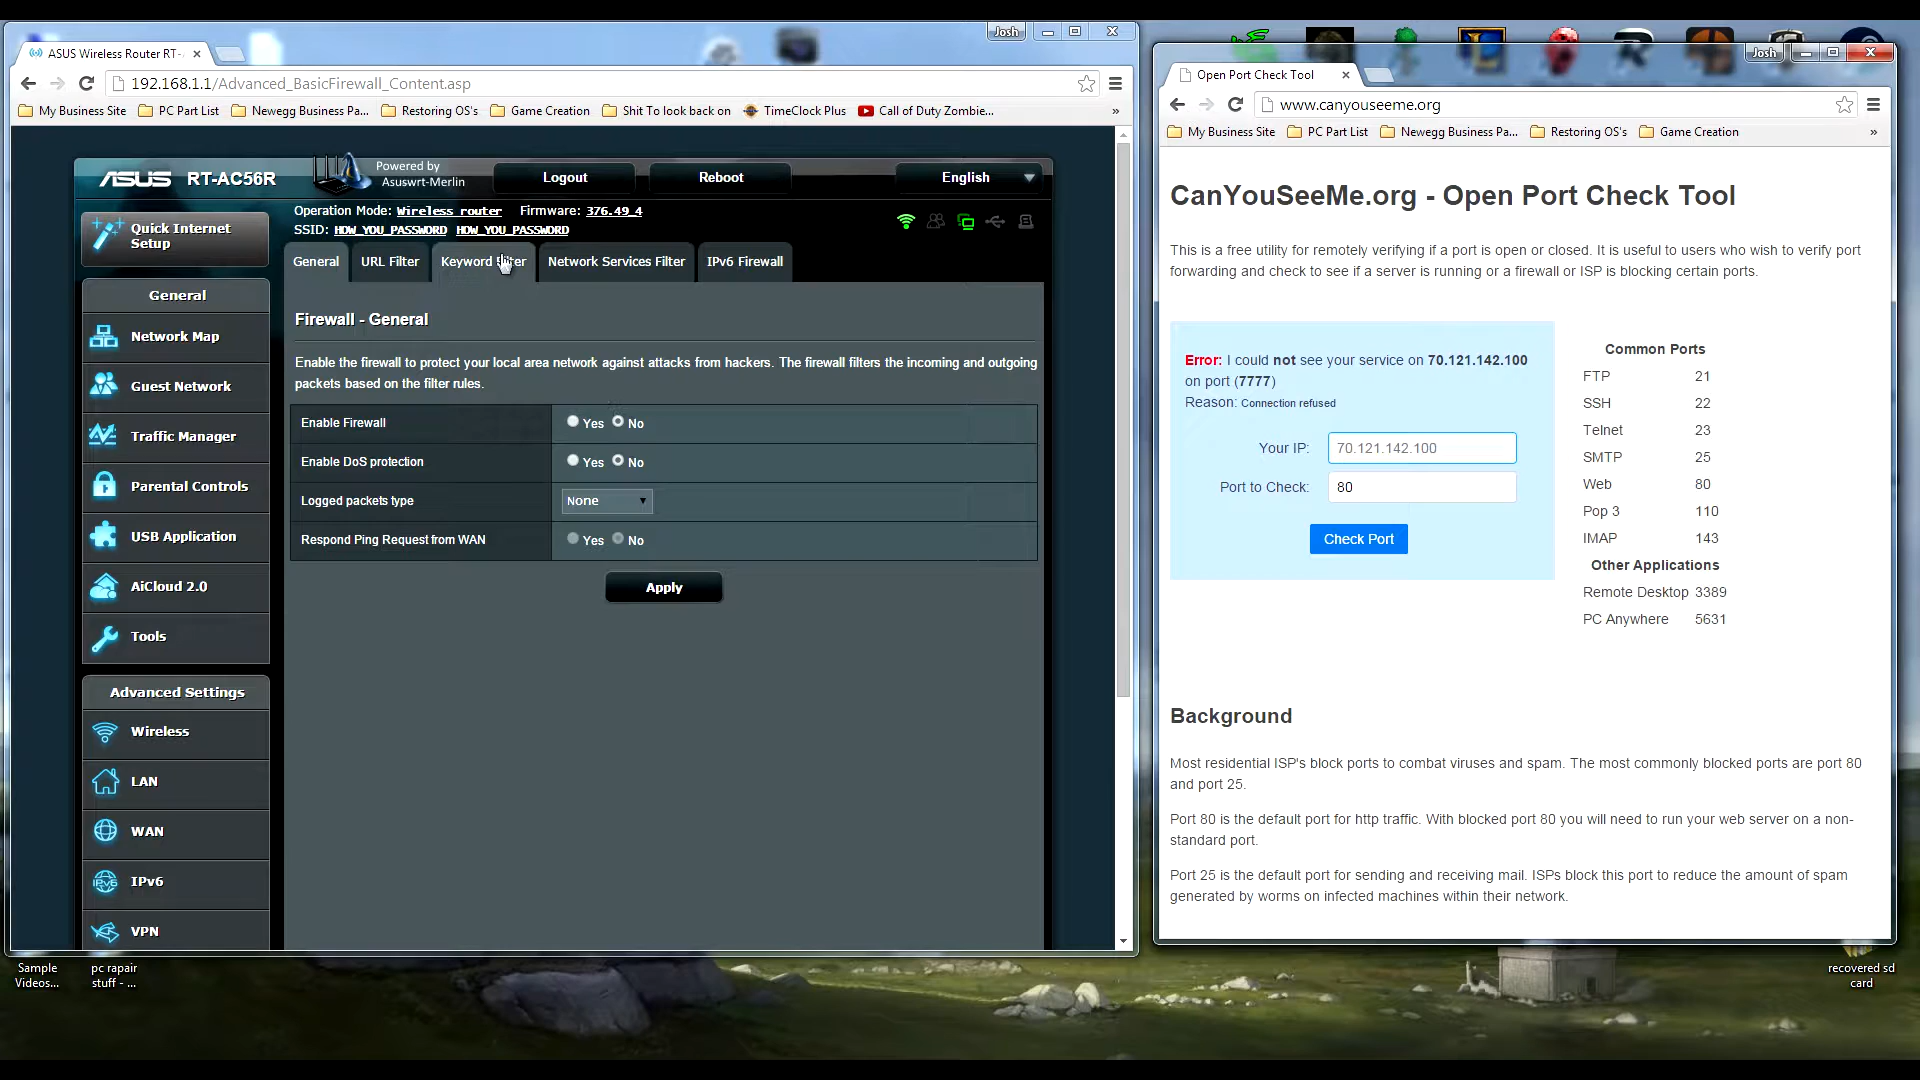 Josh
ASUS Wireless Router RT-
192.168.1.1/Advanced_BasicFirewall_Content.asp
My Business Site
PC Part List
Newegg Business Pa...
Restoring OS's
Game Creation
Shit To look back on
TimeClock Plus
Call of Duty Zombie...
»
ASUS RT-AC56R
Powered by
Asuswrt-Merlin
Logout
Reboot
English
Quick Internet
Setup
Operation Mode: Wireless router Firmware: 376.49_4
SSID: HOW_YOU_PASSWORD HOW_YOU_PASSWORD
General
URL Filter
Keyword Filter
Network Services Filter
IPv6 Firewall
General
Network Map
Guest Network
Traffic Manager
Parental Controls
USB Application
AiCloud 2.0
Tools
Advanced Settings
Wireless
LAN
WAN
IPv6
VPN
Firewall - General
Enable the firewall to protect your local area network against attacks from hackers. The firewall filters the incoming and outgoing
packets based on the filter rules.
Enable Firewall Yes No
Enable DoS protection Yes No
Logged packets type None
Respond Ping Request from WAN Yes No
Apply
Josh
Open Port Check Tool
www.canyouseeme.org
My Business Site
PC Part List
Newegg Business Pa...
Restoring OS's
Game Creation
»
CanYouSeeMe.org - Open Port Check Tool
This is a free utility for remotely verifying if a port is open or closed. It is useful to users who wish to verify port
forwarding and check to see if a server is running or a firewall or ISP is blocking certain ports.
Error: I could not see your service on 70.121.142.100
on port (7777)
Reason: Connection refused
Your IP: 70.121.142.100
Port to Check: 80
Check Port
Common Ports
FTP 21
SSH 22
Telnet 23
SMTP 25
Web 80
Pop 3 110
IMAP 143
Other Applications
Remote Desktop 3389
PC Anywhere 5631
Background
Most residential ISP's block ports to combat viruses and spam. The most commonly blocked ports are port 80
and port 25.
Port 80 is the default port for http traffic. With blocked port 80 you will need to run your web server on a non-
standard port.
Port 25 is the default port for sending and receiving mail. ISPs block this port to reduce the amount of spam
generated by worms on infected machines within their network.
Sample
Videos...
pc rapair
stuff - ...
recovered sd
card